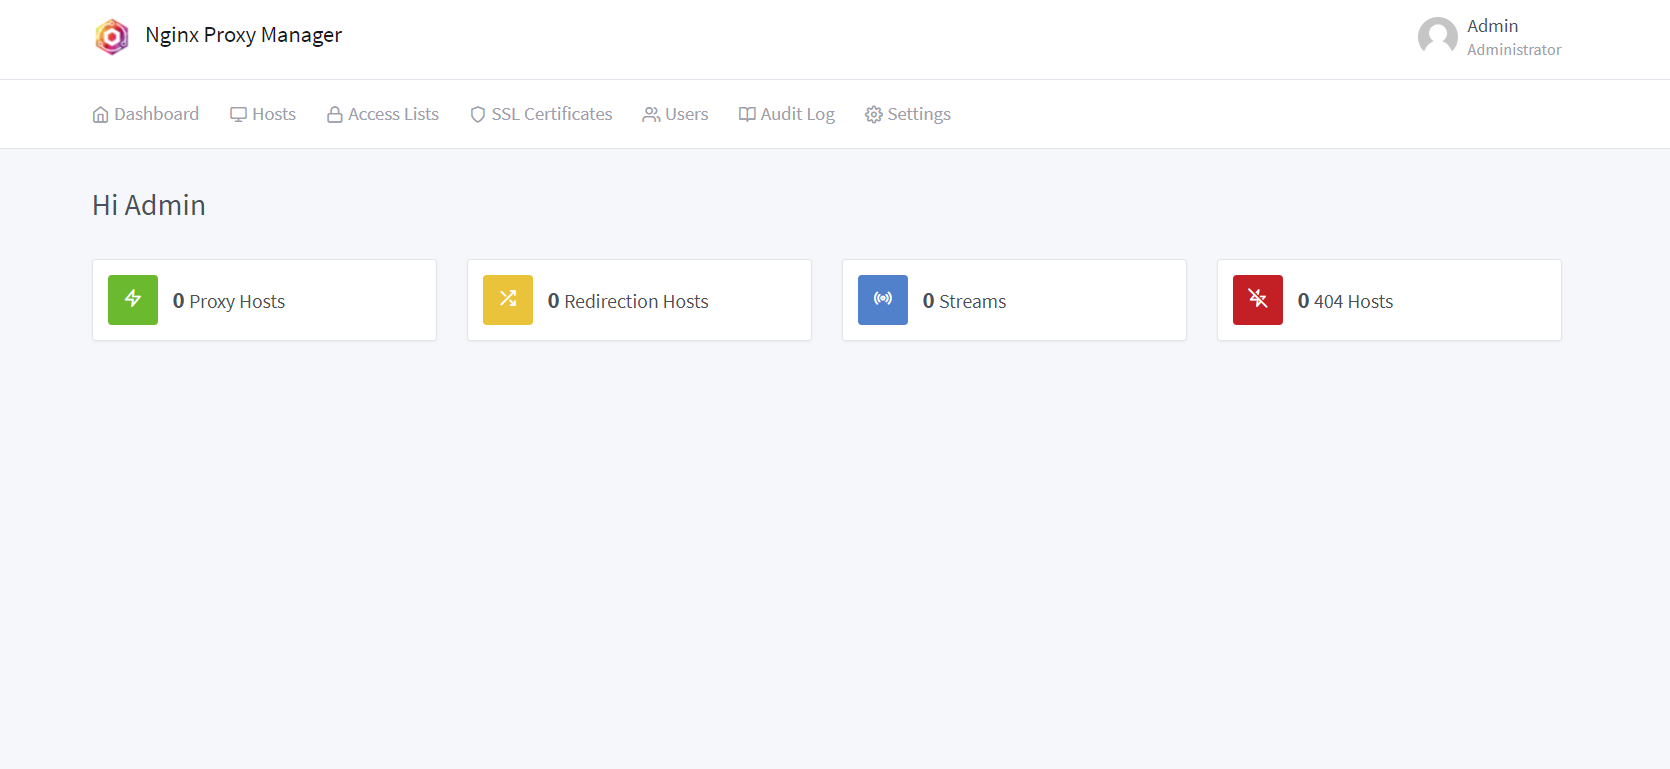 Nginx Proxy Manager
Admin
Administrator
Dashboard Hosts Access Lists SSL Certificates Users Audit Log Settings
Hi Admin
0 Proxy Hosts 0 Redirection Hosts 0 Streams 0 404 Hosts